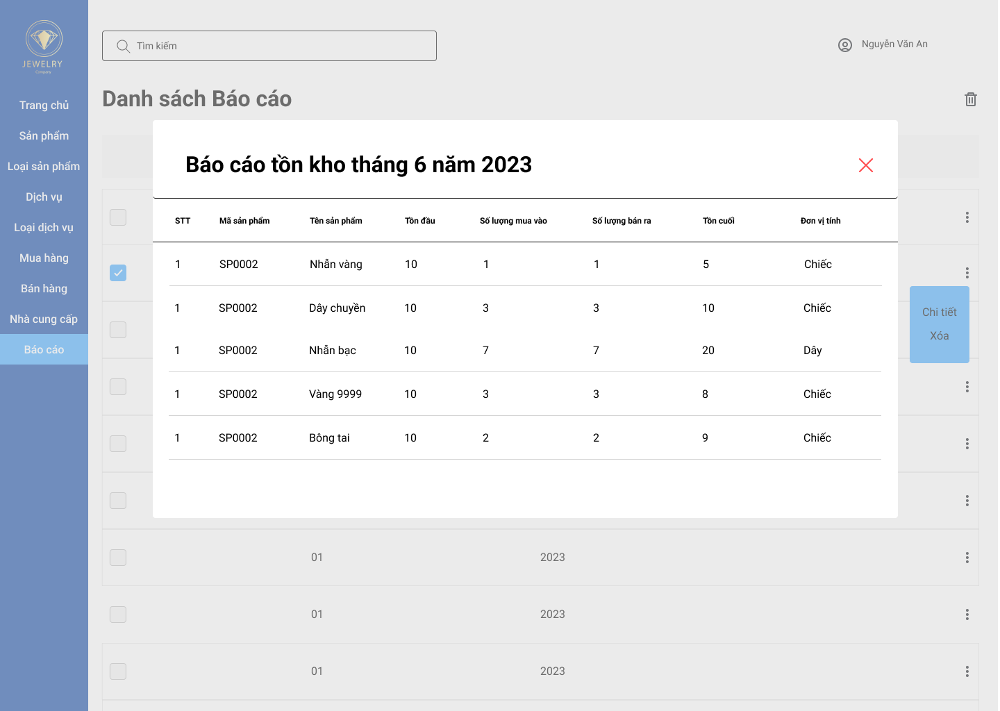 JEWELRY
Company
Tìm kiếm
Nguyễn Văn An
Danh sách Báo cáo
Trang chủ
Sản phẩm
Loại sản phẩm
Dịch vụ
Loại dịch vụ
Mua hàng
Bán hàng
Nhà cung cấp
Báo cáo
Báo cáo tồn kho tháng 6 năm 2023
STT Mã sản phẩm Tên sản phẩm Tồn đầu Số lượng mua vào Số lượng bán ra Tồn cuối Đơn vị tính
1 SP0002 Nhẫn vàng 10 1 1 5 Chiếc
1 SP0002 Dây chuyền 10 3 3 10 Chiếc
1 SP0002 Nhẫn bạc 10 7 7 20 Dây
1 SP0002 Vàng 9999 10 3 3 8 Chiếc
1 SP0002 Bông tai 10 2 2 9 Chiếc
Chi tiết
Xóa
01 2023
01 2023
01 2023